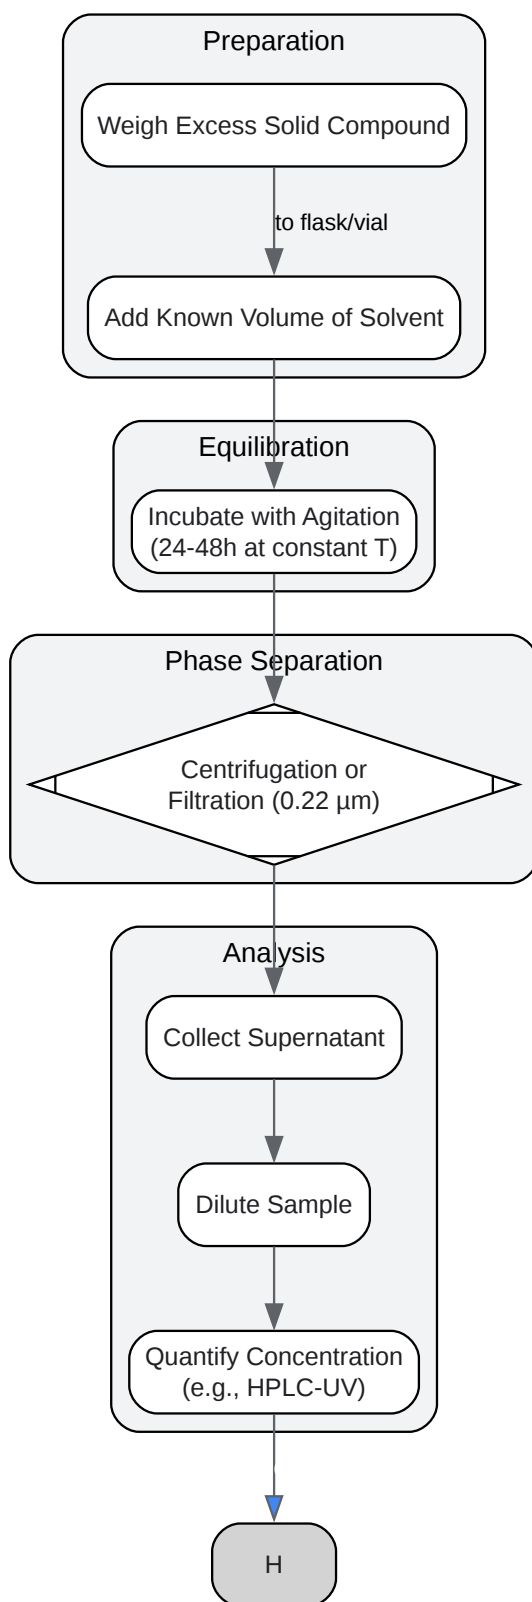 Preparation
Weigh Excess Solid Compound
to flask/vial
Add Known Volume of Solvent
Equilibration
Incubate with Agitation
(24-48h at constant T)
Phase Separation
Centrifugation or
Filtration (0.22 µm)
Analysis
Collect Supernatant
Dilute Sample
Quantify Concentration
(e.g., HPLC-UV)
H